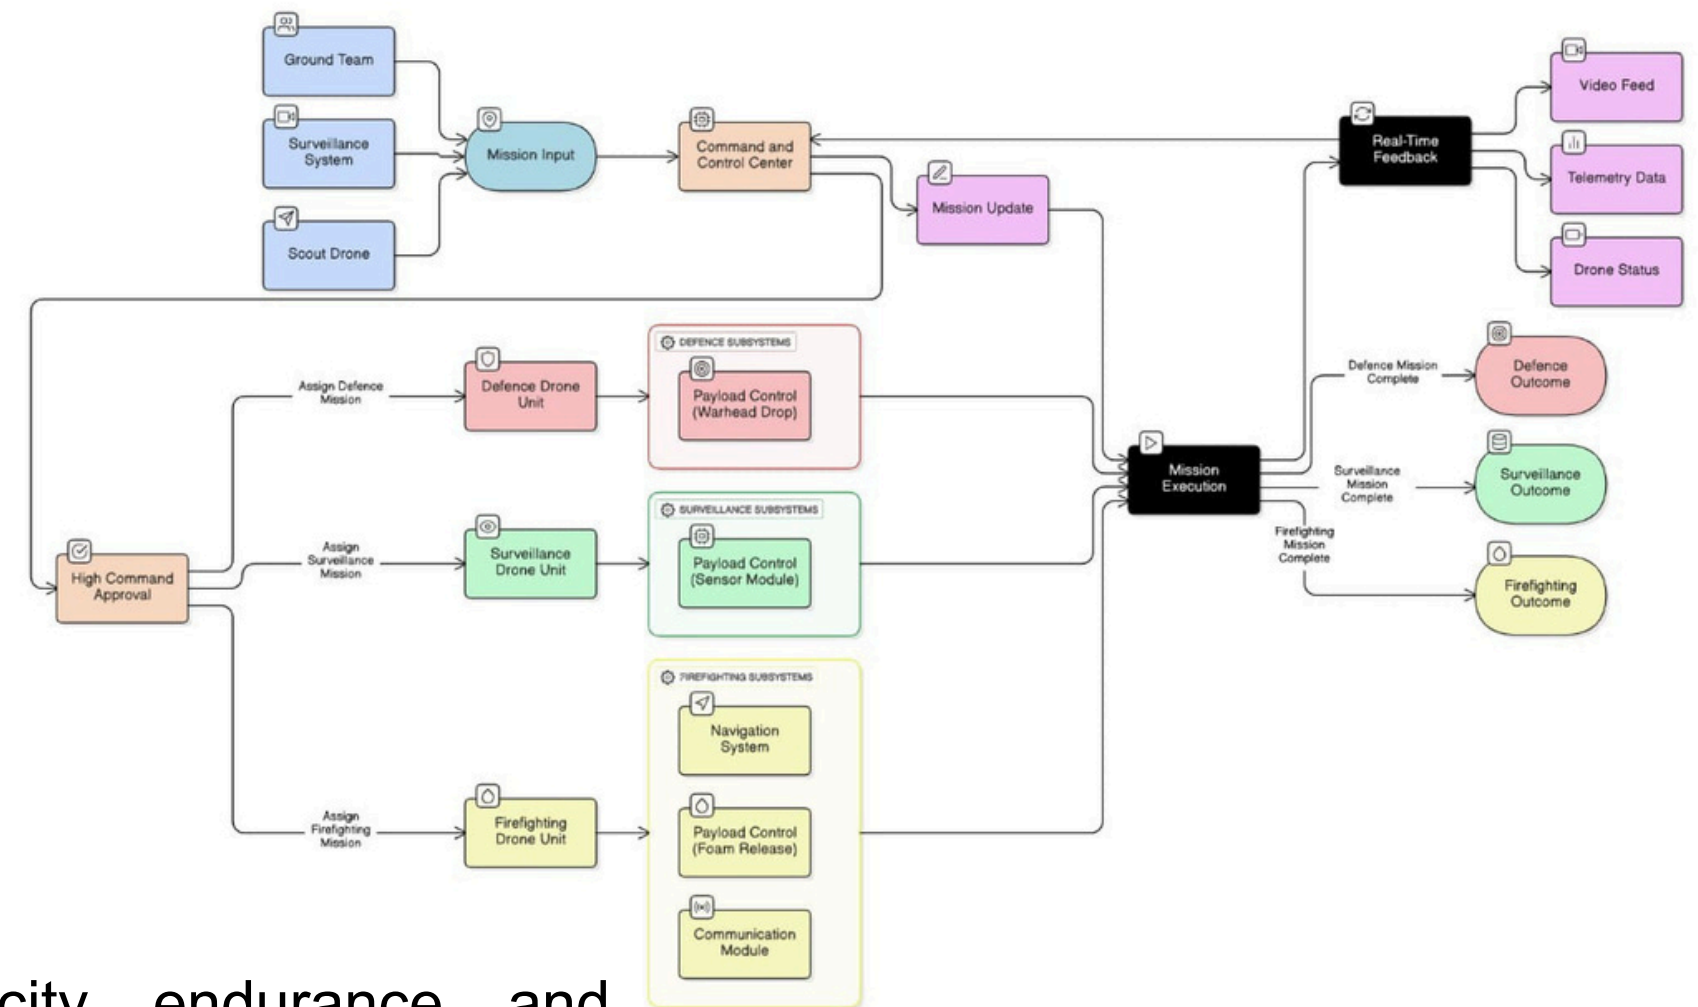 Ground Team
Surveillance
System
Scout Drone
Mission Input
Command and
Control Center
Mission Update
Real-Time
Feedback
Video Feed
Telemetry Data
Drone Status
High Command
Approval
Assign Defence
Mission
Defence Drone
Unit
DEFENCE SUBSYSTEMS
Payload Control
(Warhead Drop)
Assign
Surveillance
Mission
Surveillance
Drone Unit
SURVEILLANCE SUBSYSTEMS
Payload Control
(Sensor Module)
Assign
Firefighting
Mission
Firefighting
Drone Unit
FIREFIGHTING SUBSYSTEMS
Navigation
System
Payload Control
(Foam Release)
Communication
Module
Mission
Execution
Defence Mission
Complete
Defence
Outcome
Surveillance
Mission
Complete
Surveillance
Outcome
Firefighting
Mission
Complete
Firefighting
Outcome
city endurance and